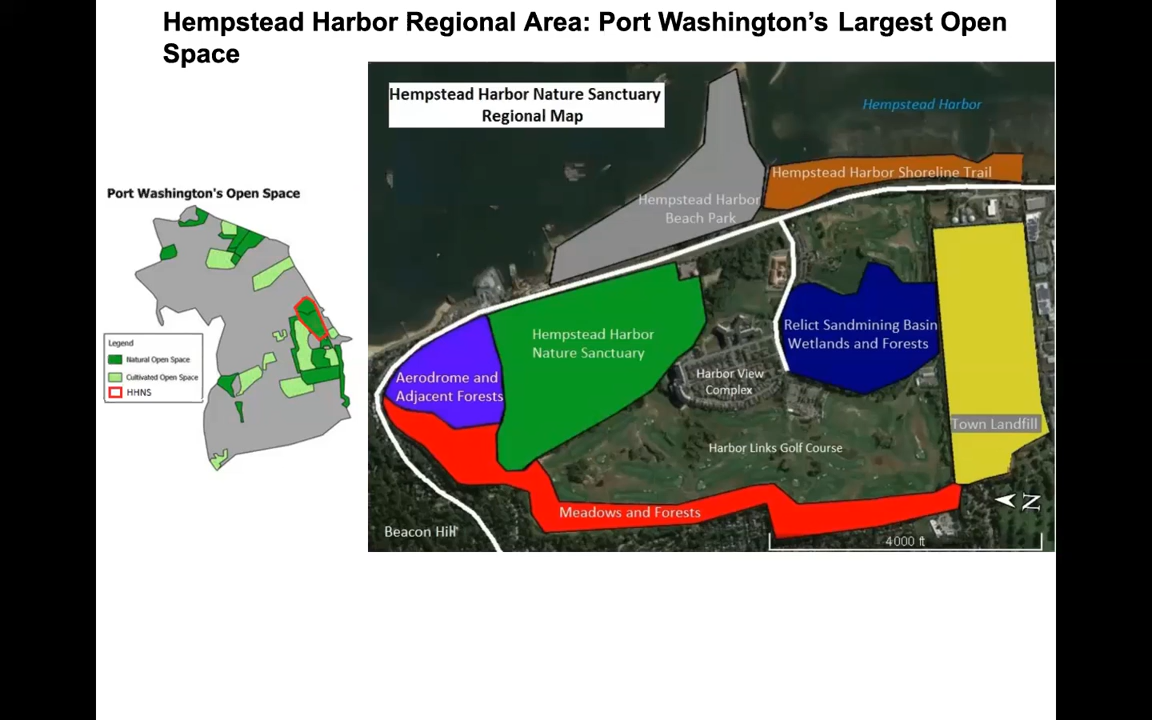 Hempstead Harbor Regional Area: Port Washington's Largest Open
Space
Hempstead Harbor Nature Sanctuary
Regional Map
Hempstead Harbor
Hempstead Harbor Shoreline Trail
Hempstead Harbor
Beach Park
Port Washington's Open Space
Legend
Natural Open Space
Cultivated Open Space
HHNS
Hempstead Harbor
Nature Sanctuary
Relict Sandmining Basin
Wetlands and Forests
Aerodrome and
Adjacent Forests
Harbor View
Complex
Town Landfill
Harbor Links Golf Course
Meadows and Forests
N
Beacon Hill
4000 ft